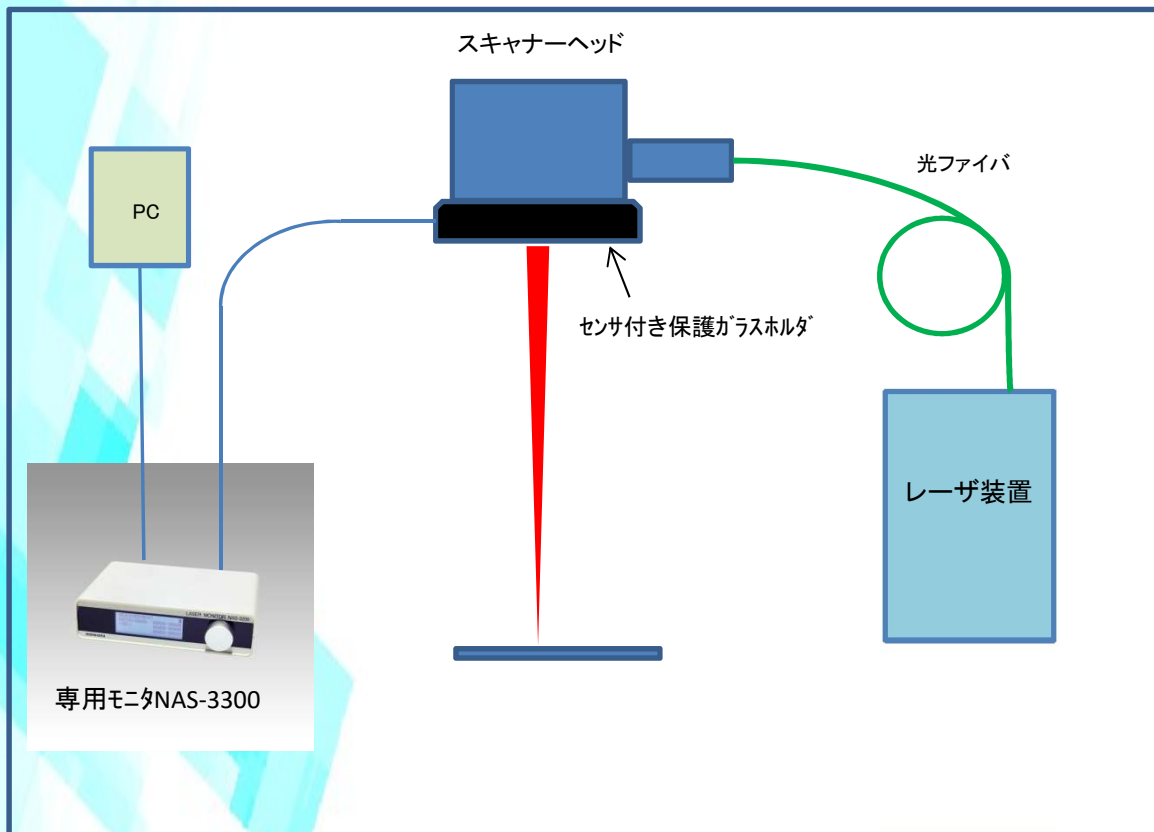 スキャナーヘッド
光ファイバ
PC
センサ付き保護ｶﾞﾗｽﾎﾙﾀﾞ
レーザ装置
LASER MONITOR
専用ﾓﾆﾀNAS-3300